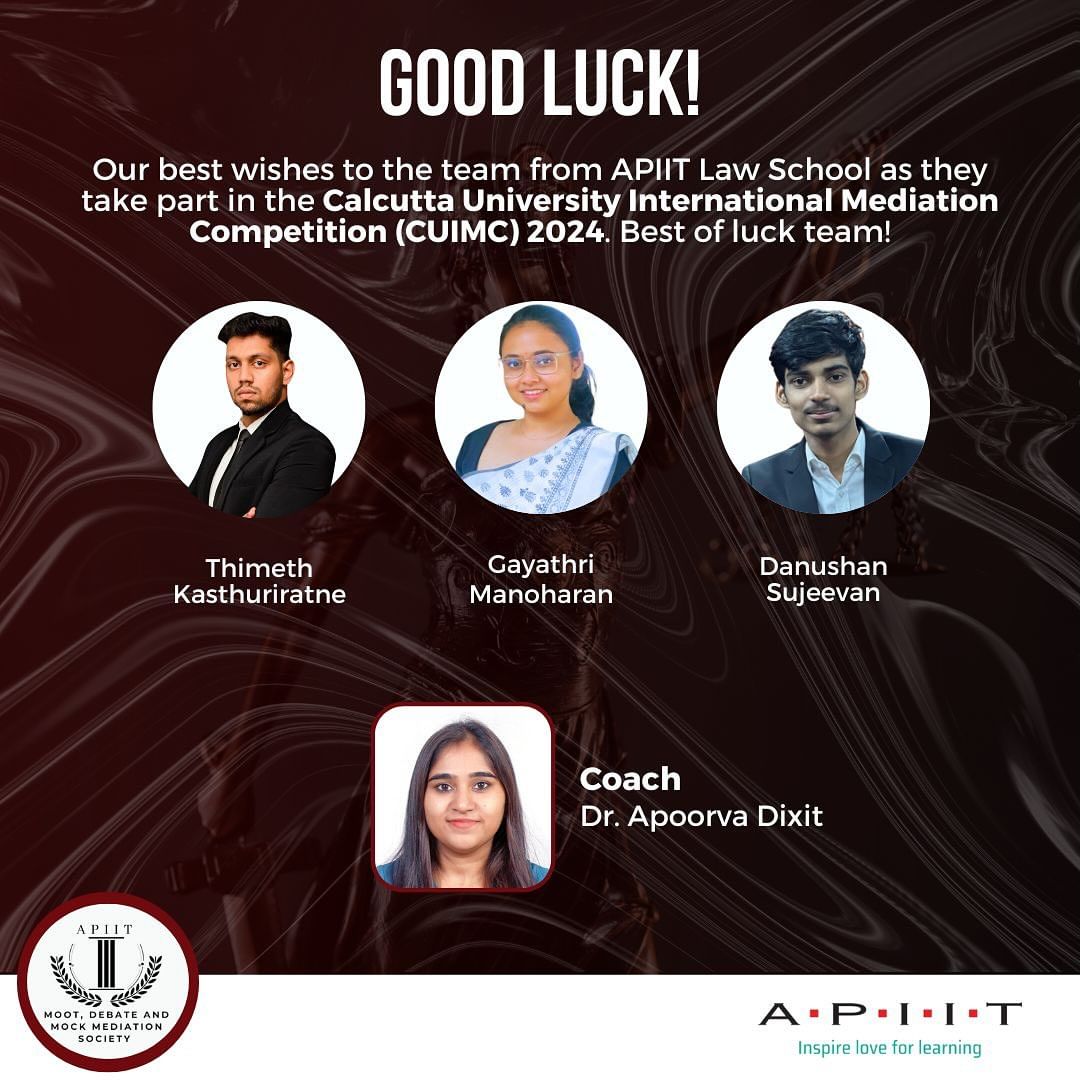 GOOD LUCK!
Our best wishes to the team from APIIT Law School as they
take part in the Calcutta University International Mediation
Competition (CUIMC) 2024. Best of luck team!
Thimeth
Kasthuriratne
Gayathri
Manoharan
Danushan
Sujeevan
Coach
Dr. Apoorva Dixit
APIIT
MOOT, DEBATE AND
MOCK MEDIATION
SOCIETY
A·P·I·I·T
Inspire love for learning